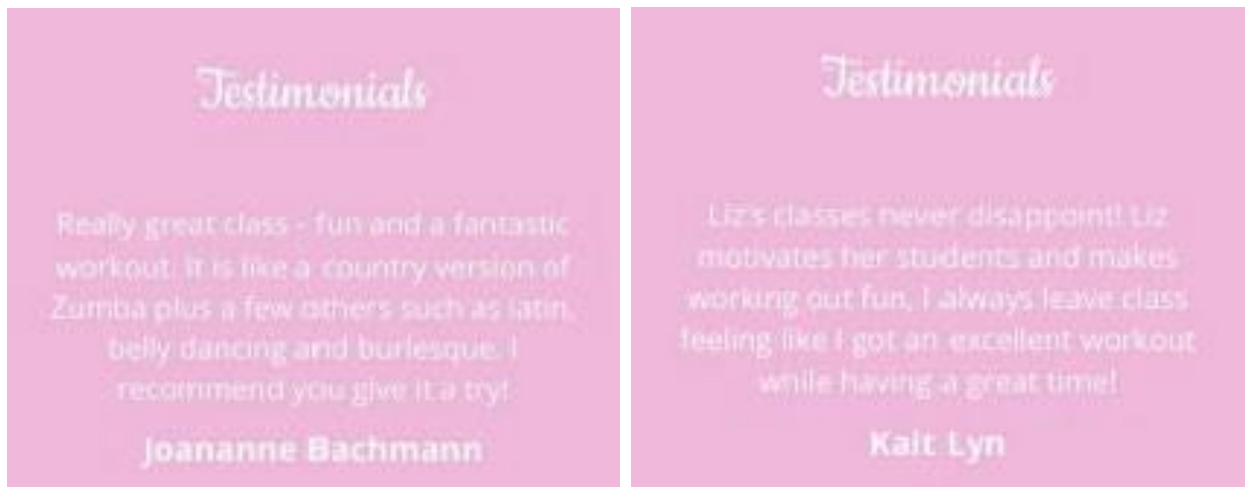 Testimonials
Really great class - fun and a fantastic
workout. It is like a country version of
Zumba plus a few others such as latin,
belly dancing and burlesque. I
recommend you give it a try!
Joananne Bachmann
Testimonials
Liz's classes never disappoint! Liz
motivates her students and makes
working out fun, I always leave class
feeling like I got an excellent workout
while having a great time!
Kait Lyn